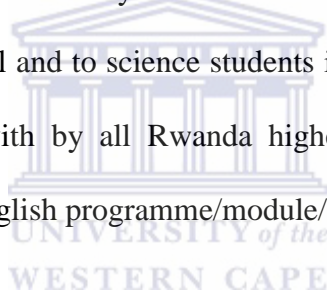 l and to science students i
ith by all Rwanda highe
glish programme/module/
UNIVERSITY of the
WESTERN CAPE